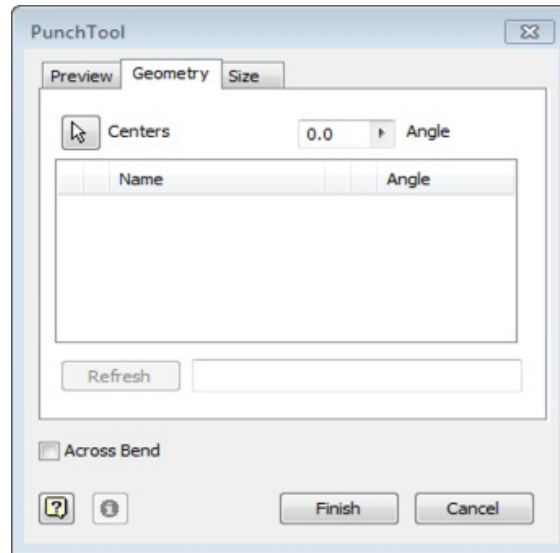 PunchTool
Preview Geometry Size
Centers 0.0 Angle
Name Angle
Refresh
Across Bend
Finish Cancel